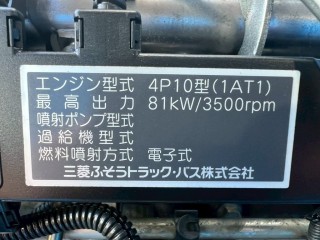 エンジン型式 4P10型(1AT1)
最高出力 81kW/3500rpm
噴射ポンプ型式
過給機型式
燃料噴射方式 電子式
三菱ふそうトラック・バス株式会社